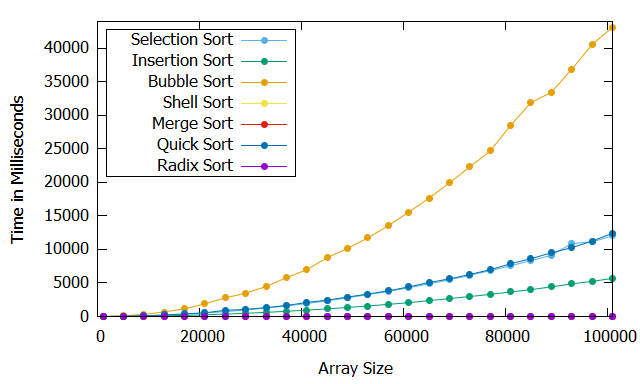 40000
35000
30000
25000
20000
15000
10000
5000
0
Time in Milliseconds
Selection Sort
Insertion Sort
Bubble Sort
Shell Sort
Merge Sort
Quick Sort
Radix Sort
0 20000 40000 60000 80000 100000
Array Size